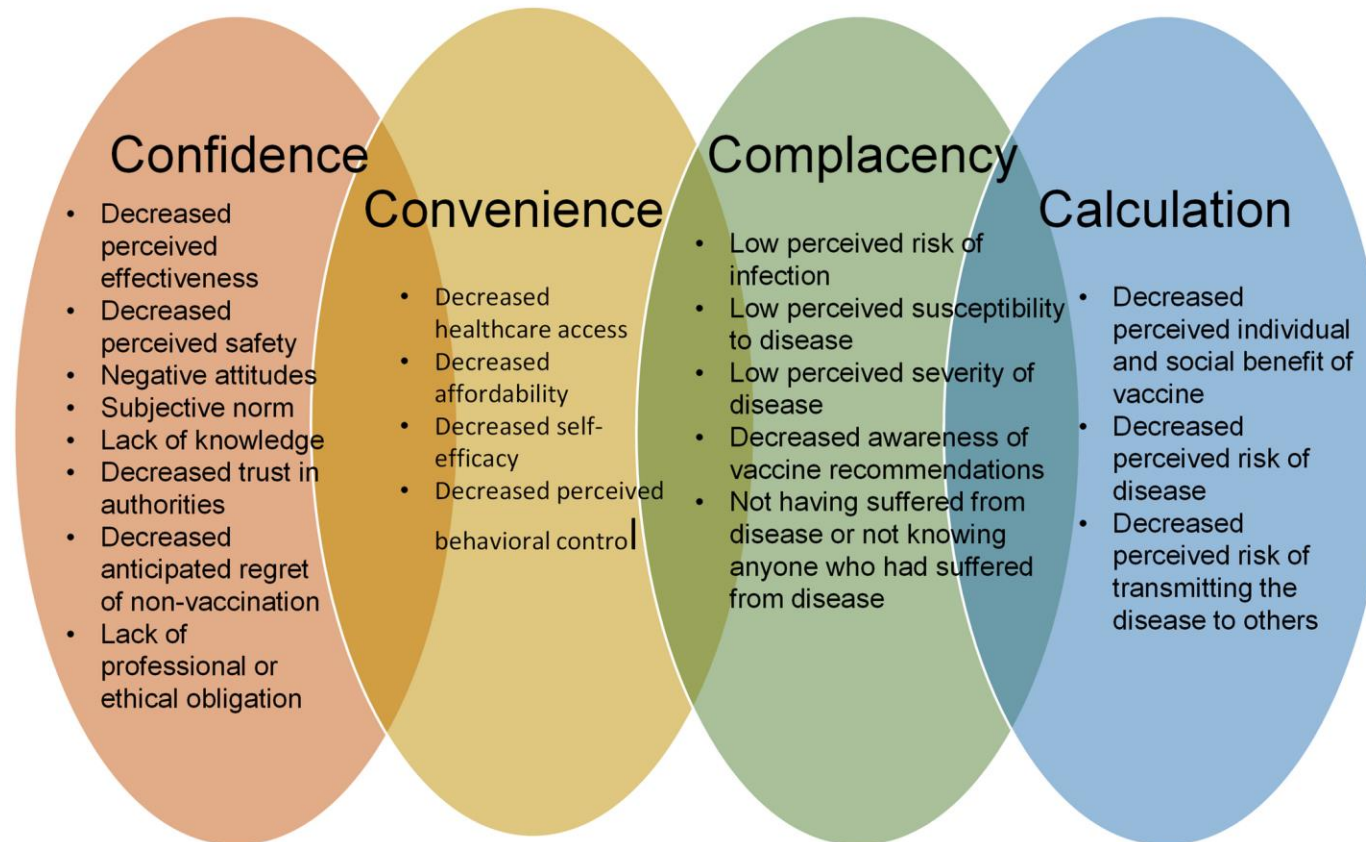 Confidence
• Decreased
perceived
effectiveness
• Decreased
perceived safety
• Negative attitudes
• Subjective norm
• Lack of knowledge
• Decreased trust in
authorities
• Decreased
anticipated regret
of non-vaccination
• Lack of
professional or
ethical obligation
Convenience
• Decreased
healthcare access
• Decreased
affordability
• Decreased self-
efficacy
• Decreased perceived
behavioral control
Complacency
• Low perceived risk of
infection
• Low perceived susceptibility
to disease
• Low perceived severity of
disease
• Decreased awareness of
vaccine recommendations
• Not having suffered from
disease or not knowing
anyone who had suffered
from disease
Calculation
• Decreased
perceived individual
and social benefit of
vaccine
• Decreased
perceived risk of
disease
• Decreased
perceived risk of
transmitting the
disease to others